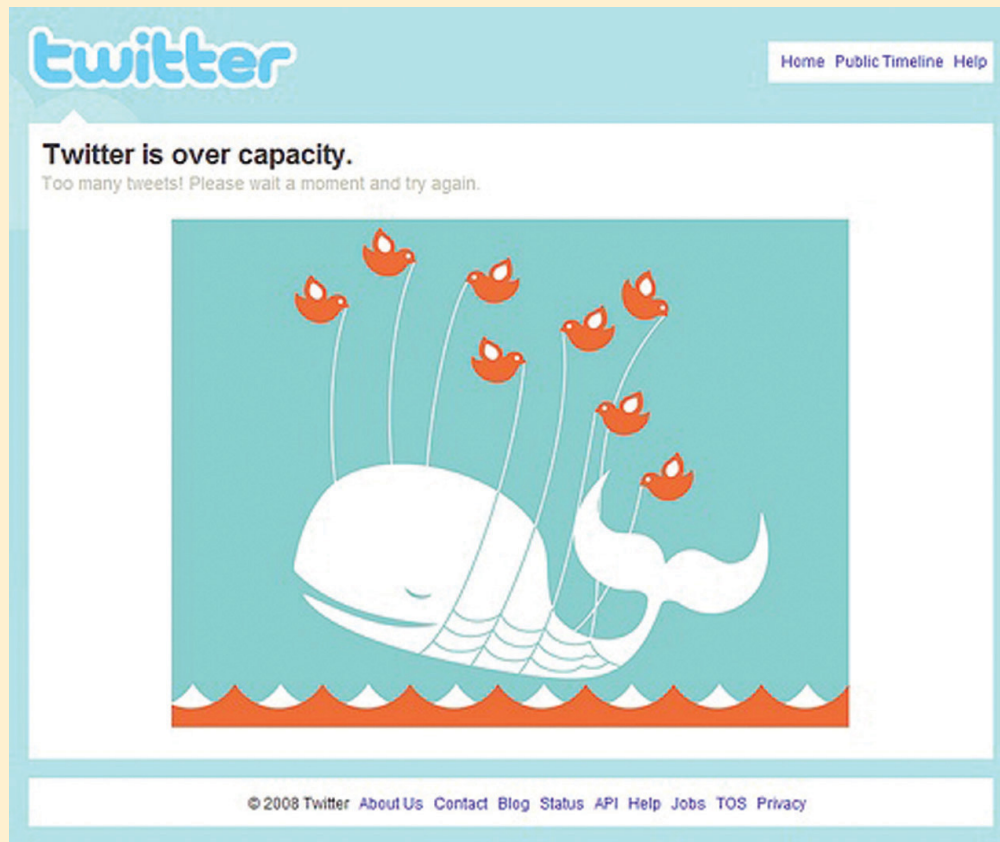 twitter
Home Public Timeline Help
Twitter is over capacity.
Too many tweets! Please wait a moment and try again.
© 2008 Twitter About Us Contact Blog Status API Help Jobs TOS Privacy